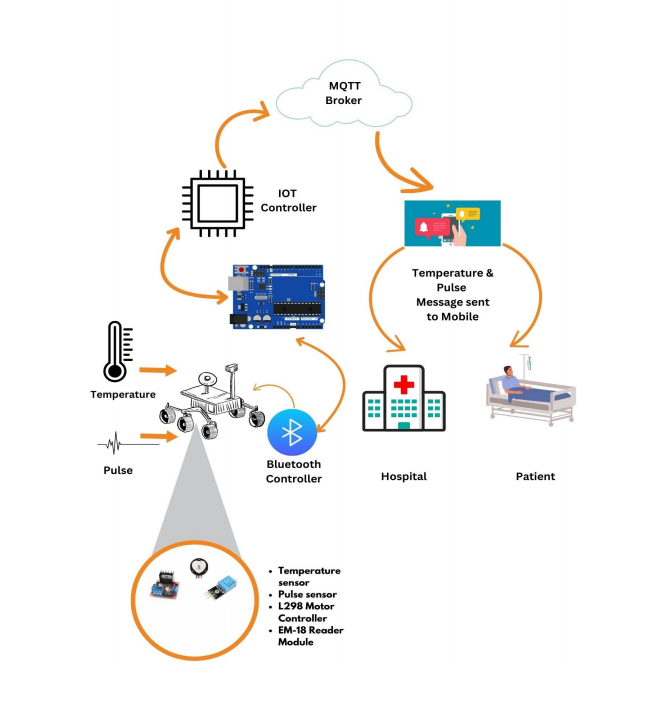 MQTT
Broker
IOT
Controller
Temperature &
Pulse
Message sent
to Mobile
Temperature
Pulse
Bluetooth
Controller
Hospital
Patient
• Temperature
sensor
• Pulse sensor
• L298 Motor
Controller
• EM-18 Reader
Module